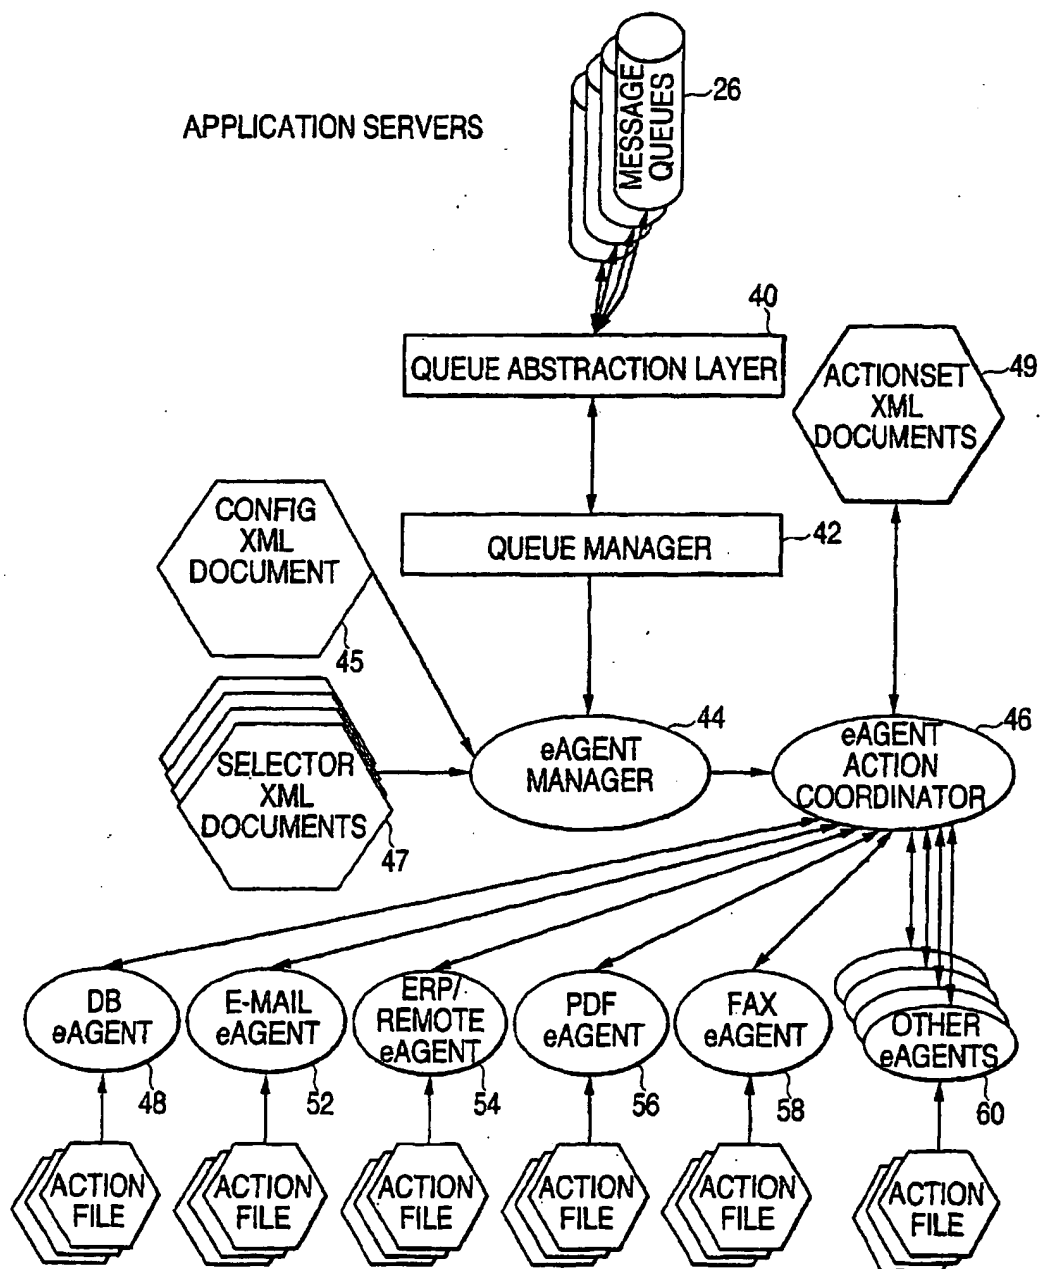 APPLICATION SERVERS
MESSAGE
QUEUES
26
40
QUEUE ABSTRACTION LAYER
ACTIONSET
XML
DOCUMENTS
49
CONFIG
XML
DOCUMENT
45
QUEUE MANAGER
42
SELECTOR
XML
DOCUMENTS
47
eAGENT
MANAGER
44
eAGENT
ACTION
COORDINATOR
46
DB
eAGENT
48
E-MAIL
eAGENT
52
ERP/
REMOTE
eAGENT
54
PDF
eAGENT
56
FAX
eAGENT
58
OTHER
eAGENTS
60
ACTION
FILE
ACTION
FILE
ACTION
FILE
ACTION
FILE
ACTION
FILE
ACTION
FILE